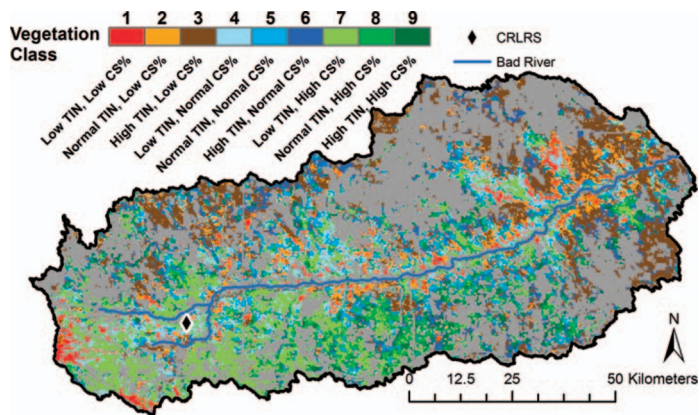 1 2 3 4 5 6 7 8 9
Vegetation
Class
Low TIN, Low CS%
Normal TIN, Low CS%
High TIN, Low CS%
Low TIN, Normal CS%
Normal TIN, Normal CS%
High TIN, Normal CS%
Low TIN, High CS%
Normal TIN, High CS%
High TIN, High CS%
CRLRS
Bad River
N
0 12.5 25 50 Kilometers